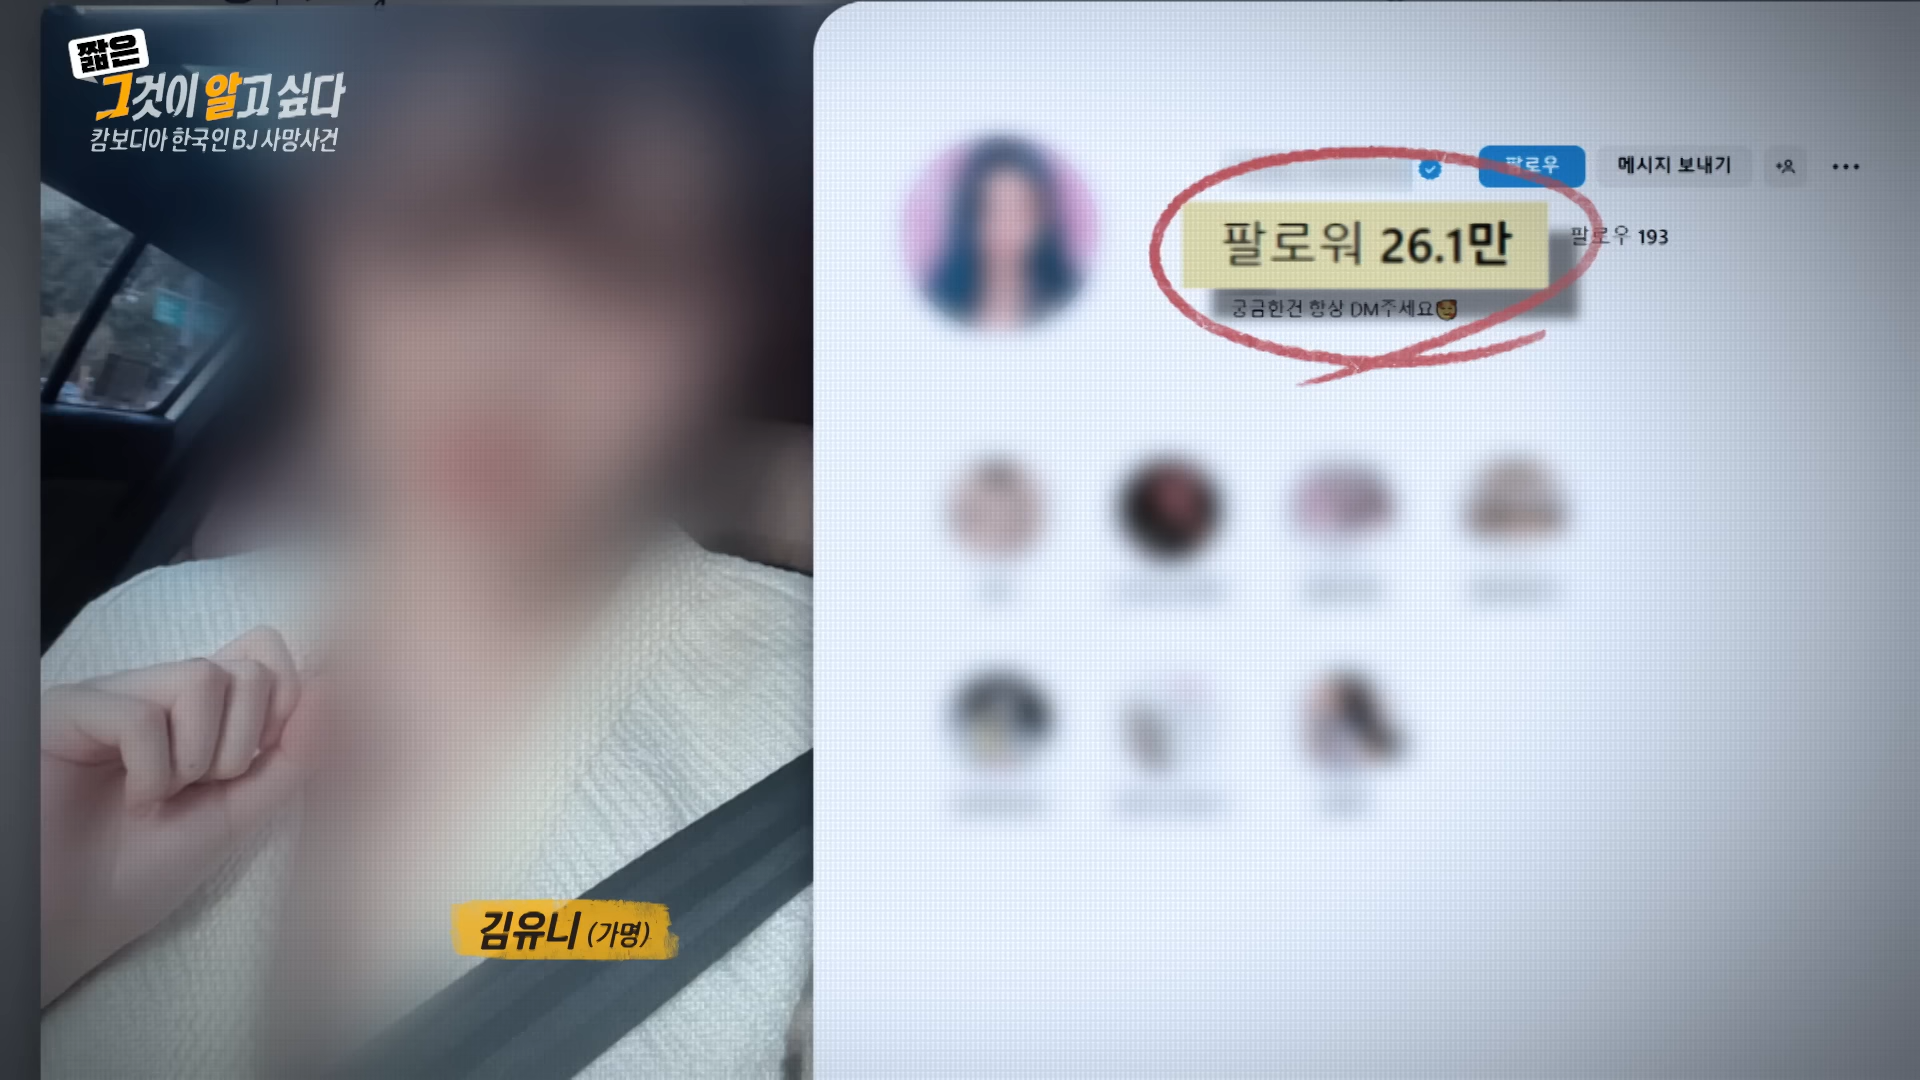 짧은
그것이 알고 싶다
캄보디아 한국인 BJ 사망사건
팔로우
메시지 보내기
팔로워 26.1만
팔로우 193
궁금한건 항상 DM주세요🥰
김유니 (가명)